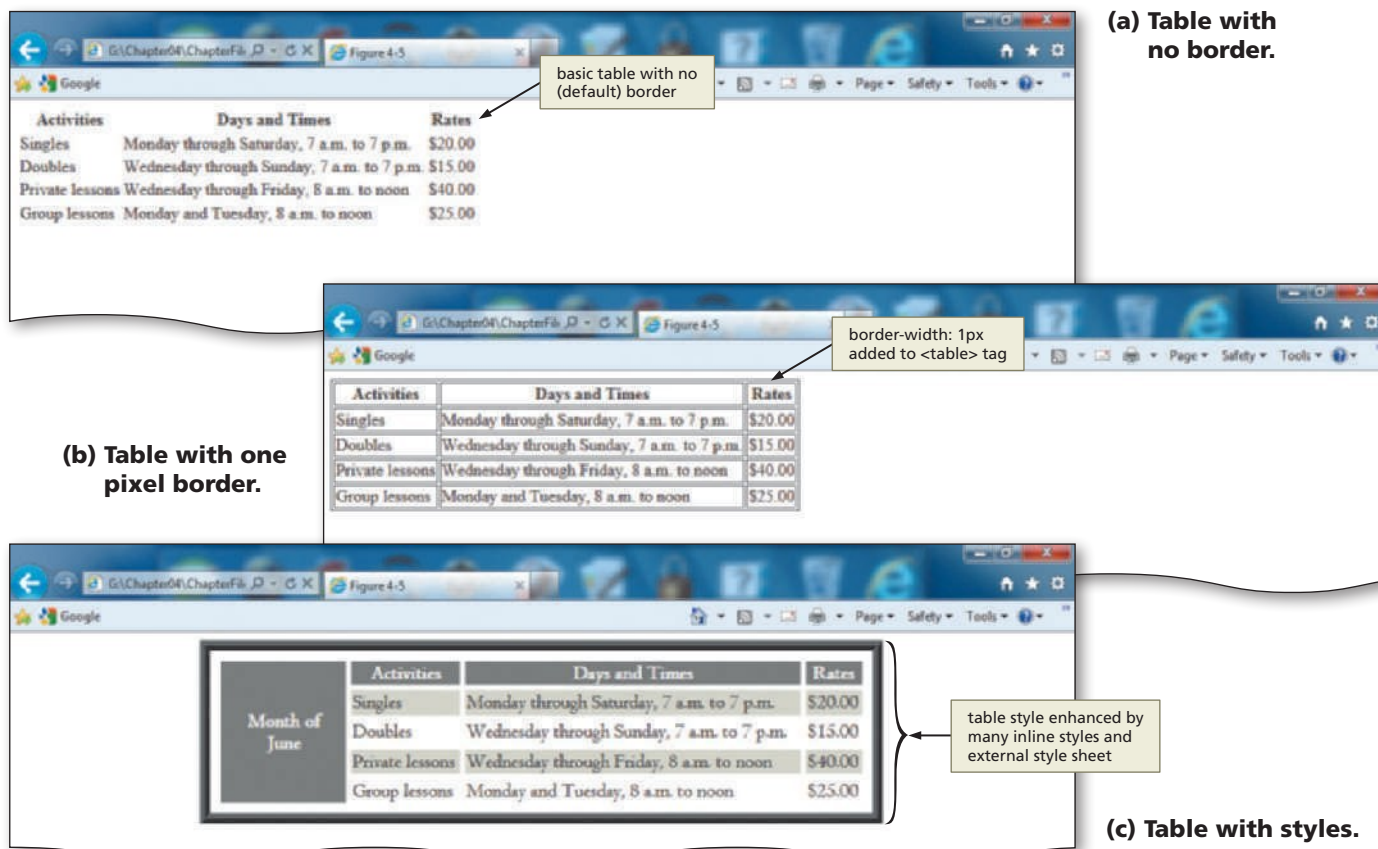 (a) Table with
no border.
G:\Chapter04\ChapterFil
Figure 4-5
Google
Page
Safety
Tools
basic table with no
(default) border
Activities Days and Times Rates
Singles Monday through Saturday, 7 a.m. to 7 p.m. $20.00
Doubles Wednesday through Sunday, 7 a.m. to 7 p.m. $15.00
Private lessons Wednesday through Friday, 8 a.m. to noon $40.00
Group lessons Monday and Tuesday, 8 a.m. to noon $25.00
G:\Chapter04\ChapterFil
Figure 4-5
Google
Page
Safety
Tools
border-width: 1px
added to <table> tag
(b) Table with one
pixel border.
Activities Days and Times Rates
Singles Monday through Saturday, 7 a.m. to 7 p.m. $20.00
Doubles Wednesday through Sunday, 7 a.m. to 7 p.m. $15.00
Private lessons Wednesday through Friday, 8 a.m. to noon $40.00
Group lessons Monday and Tuesday, 8 a.m. to noon $25.00
G:\Chapter04\ChapterFil
Figure 4-5
Google
Page
Safety
Tools
Month of
June
Activities Days and Times Rates
Singles Monday through Saturday, 7 a.m. to 7 p.m. $20.00
Doubles Wednesday through Sunday, 7 a.m. to 7 p.m. $15.00
Private lessons Wednesday through Friday, 8 a.m. to noon $40.00
Group lessons Monday and Tuesday, 8 a.m. to noon $25.00
table style enhanced by
many inline styles and
external style sheet
(c) Table with styles.